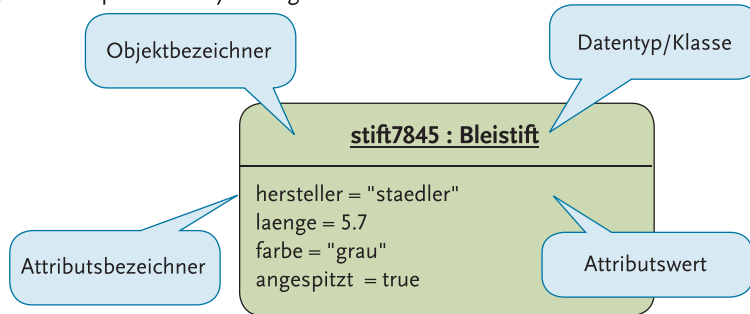 Objektbezeichner
Datentyp/Klasse
stift7845 : Bleistift
hersteller = "staedler"
laenge = 5.7
farbe = "grau"
angespitzt = true
Attributsbezeichner
Attributswert